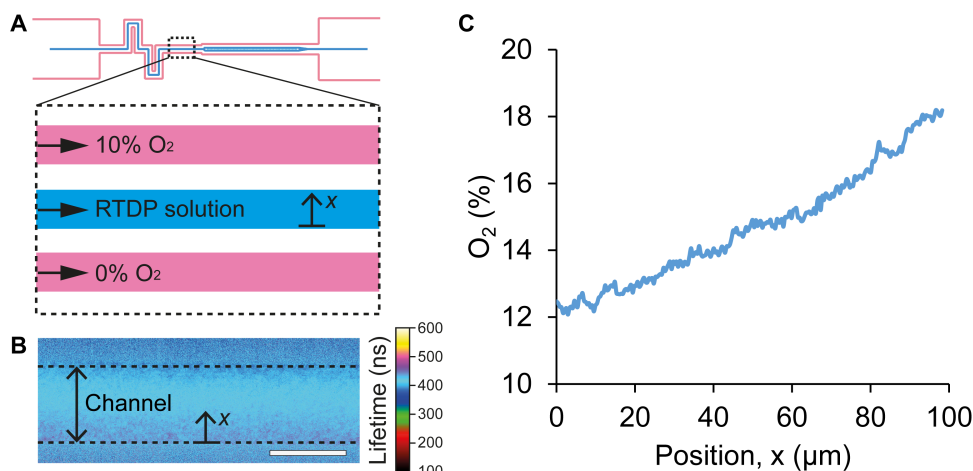 A
10% O₂
RTDP solution
x
0% O₂
B
Channel
x
Lifetime (ns)
600
500
400
300
200
100
C
O₂ (%)
20
18
16
14
12
10
0
20
40
60
80
100
Position, x (μm)